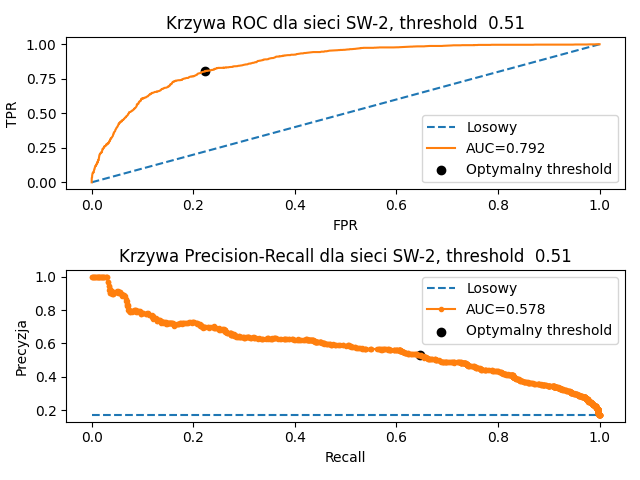 Krzywa ROC dla sieci SW-2, threshold  0.51
1.00
0.75
0.50
0.25
0.00
TPR
Losowy
AUC=0.792
Optymalny threshold
0.0 0.2 0.4 0.6 0.8 1.0
FPR
Krzywa Precision-Recall dla sieci SW-2, threshold  0.51
1.0
0.8
0.6
0.4
0.2
Precyzja
Losowy
AUC=0.578
Optymalny threshold
0.0 0.2 0.4 0.6 0.8 1.0
Recall